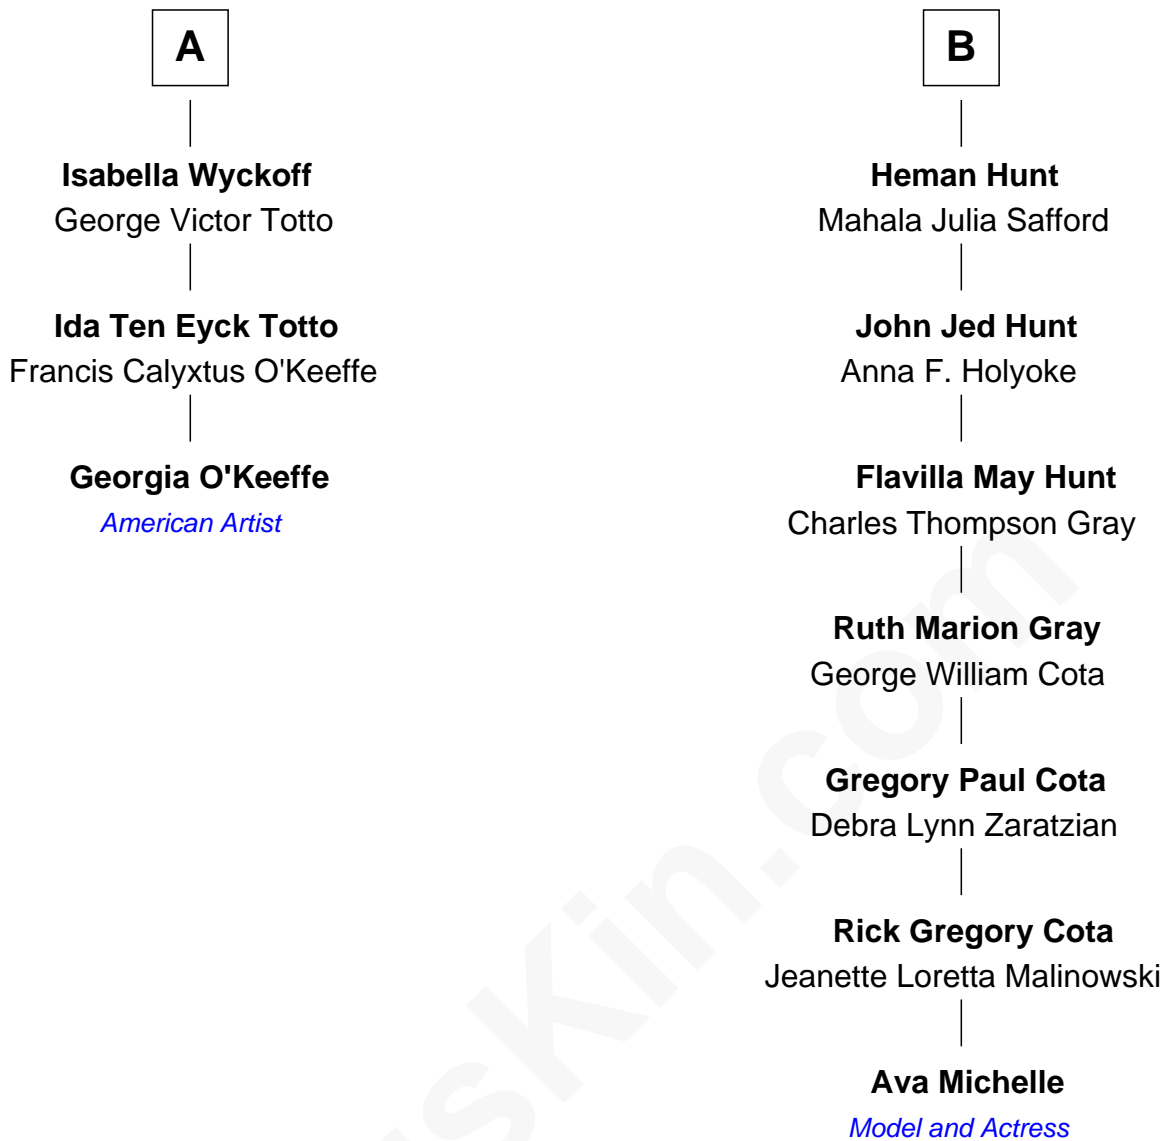 A
Isabella Wyckoff
George Victor Totto
Ida Ten Eyck Totto
Francis Calyxtus O'Keeffe
Georgia O'Keeffe
American Artist
B
Heman Hunt
Mahala Julia Safford
John Jed Hunt
Anna F. Holyoke
Flavilla May Hunt
Charles Thompson Gray
Ruth Marion Gray
George William Cota
Gregory Paul Cota
Debra Lynn Zaratzian
Rick Gregory Cota
Jeanette Loretta Malinowski
Ava Michelle
Model and Actress